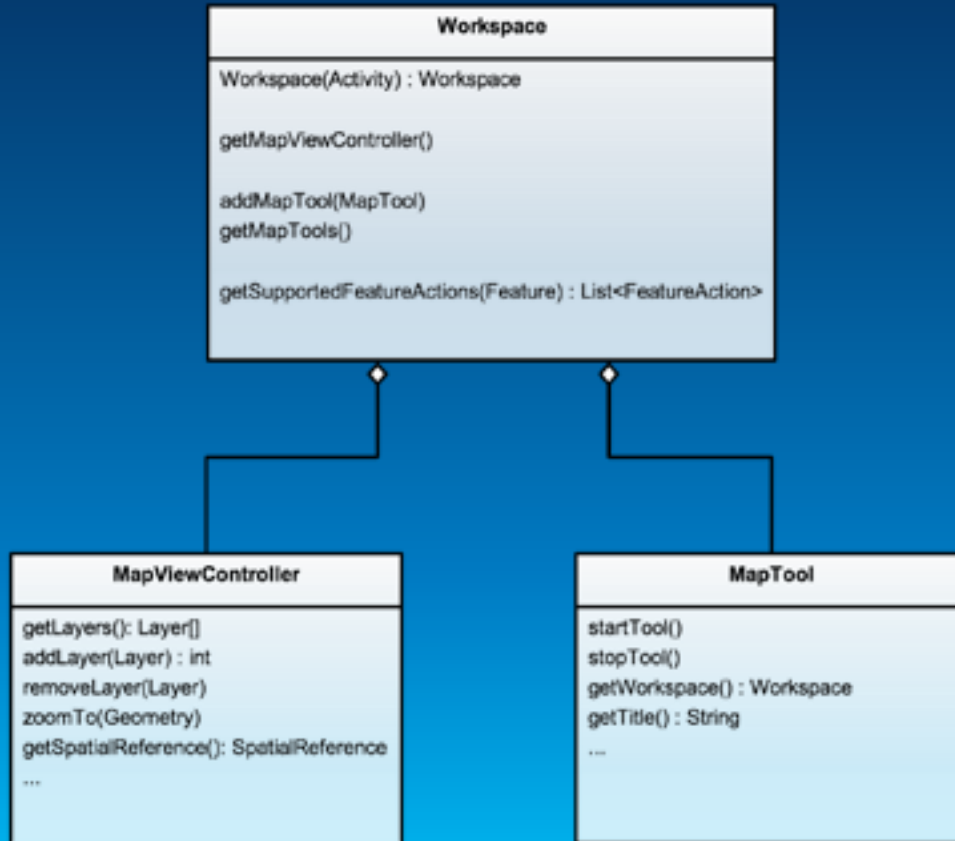 Workspace
Workspace(Activity) : Workspace
getMapViewController()
addMapTool(MapTool)
getMapTools()
getSupportedFeatureActions(Feature) : List<FeatureAction>
MapViewController
getLayers(): Layer[]
addLayer(Layer) : int
removeLayer(Layer)
zoomTo(Geometry)
getSpatialReference(): SpatialReference
...
MapTool
startTool()
stopTool()
getWorkspace() : Workspace
getTitle() : String
...